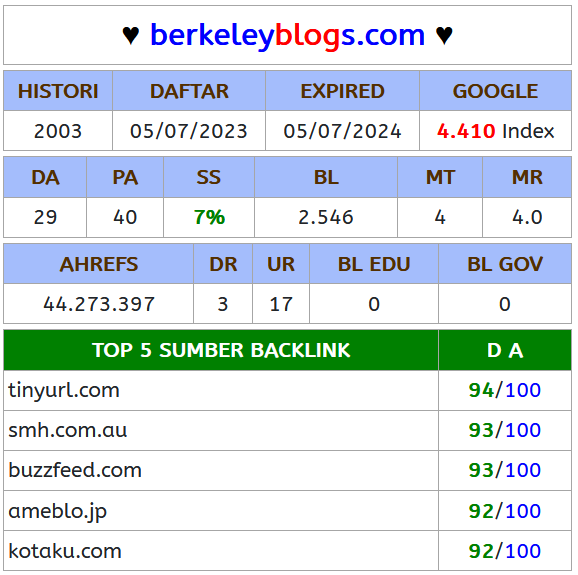 ♥ berkeleyblogs.com ♥
HISTORI DAFTAR EXPIRED GOOGLE
2003 05/07/2023 05/07/2024 4.410 Index
DA PA SS BL MT MR
29 40 7% 2.546 4 4.0
AHREFS DR UR BL EDU BL GOV
44.273.397 3 17 0 0
TOP 5 SUMBER BACKLINK D A
tinyurl.com 94/100
smh.com.au 93/100
buzzfeed.com 93/100
ameblo.jp 92/100
kotaku.com 92/100